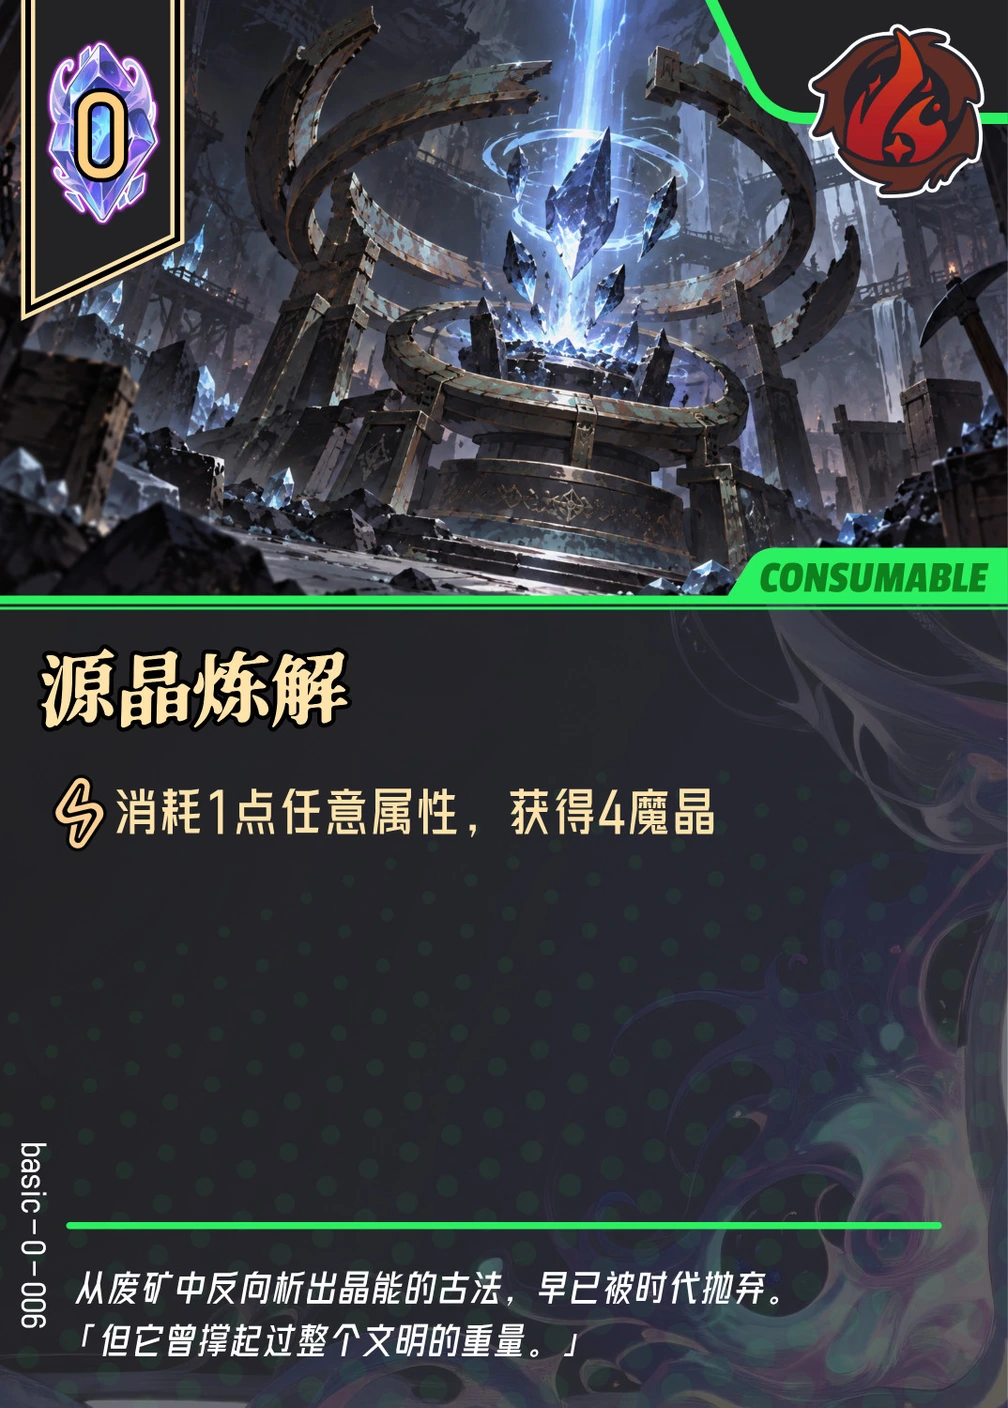 0
CONSUMABLE
源晶炼解
消耗1点任意属性，获得4魔晶
basic-0-006
从废矿中反向析出晶能的古法，早已被时代抛弃。
「但它曾撑起过整个文明的重量。」